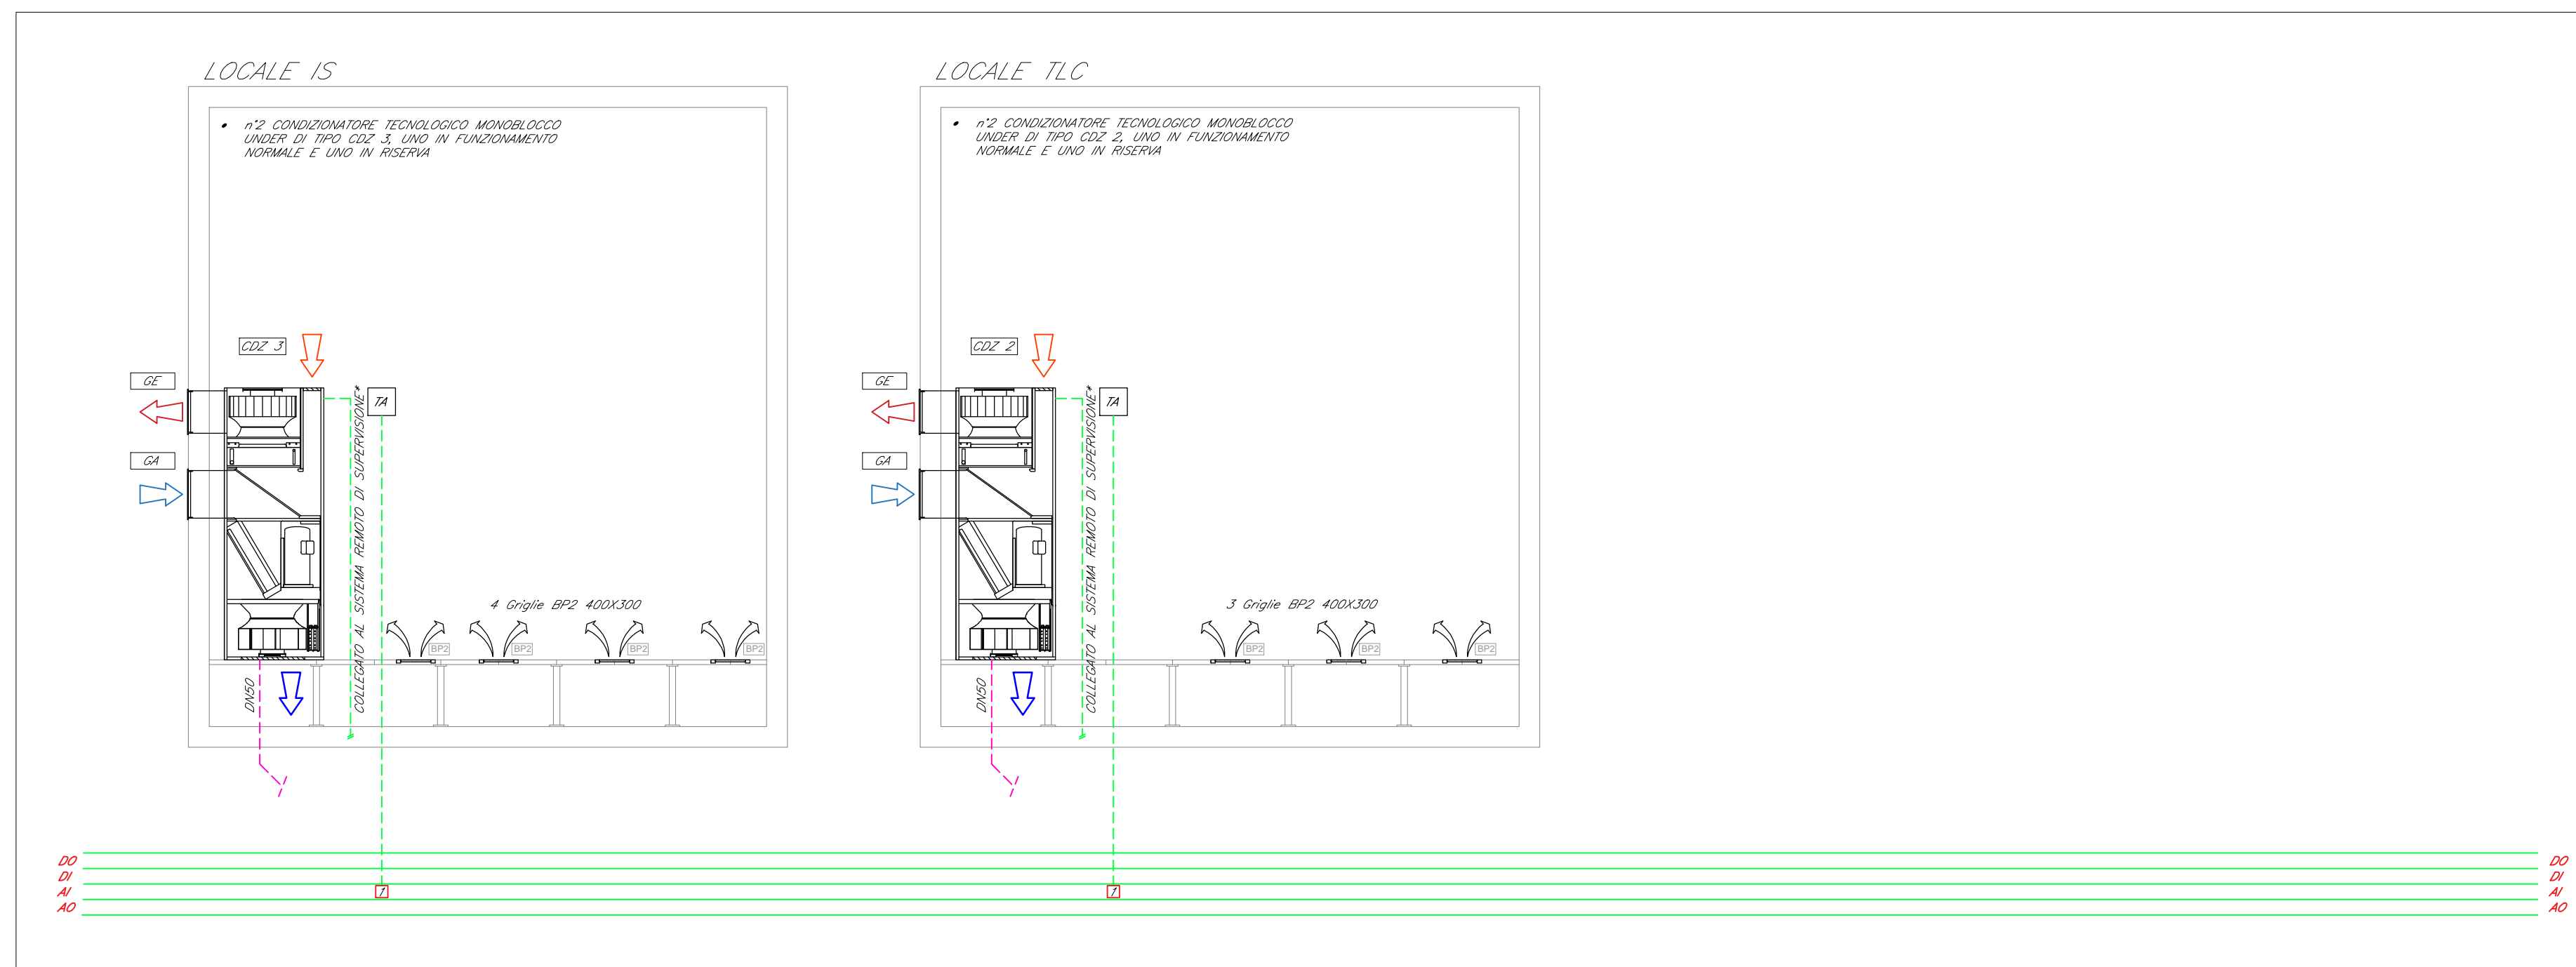 LOCALE IS
• n°2 CONDIZIONATORE TECNOLOGICO MONOBLOCCO
UNDER DI TIPO CDZ 3, UNO IN FUNZIONAMENTO
NORMALE E UNO IN RISERVA
CDZ 3
GE
TA
GA
COLLEGATO AL SISTEMA REMOTO DI SUPERVISIONE*
4 Griglie BP2 400X300
BP2
BP2
BP2
BP2
DN50
LOCALE TLC
• n°2 CONDIZIONATORE TECNOLOGICO MONOBLOCCO
UNDER DI TIPO CDZ 2, UNO IN FUNZIONAMENTO
NORMALE E UNO IN RISERVA
CDZ 2
GE
TA
GA
COLLEGATO AL SISTEMA REMOTO DI SUPERVISIONE*
3 Griglie BP2 400X300
BP2
BP2
BP2
DN50
DO
DI
AI
AO
1
1
DO
DI
AI
AO